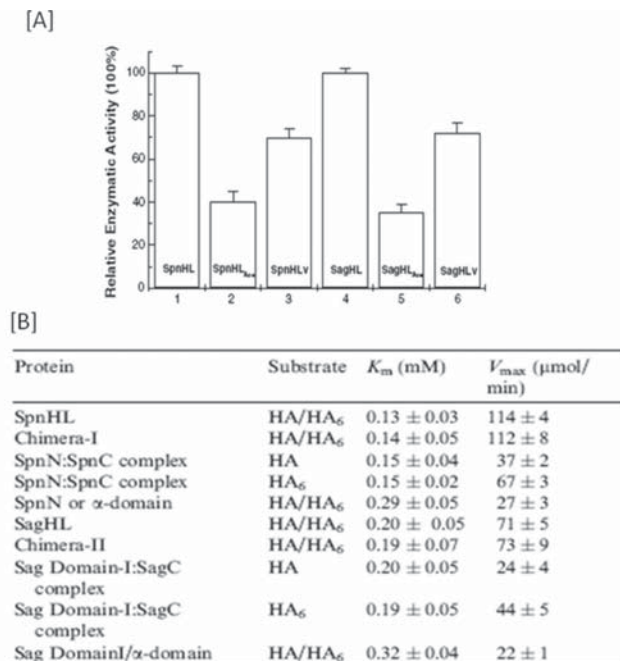 [A]
Relative Enzymatic Activity (100%)
100
80
60
40
20
0
SpnHL
SpnHL
SpnHLv
SagHL
SagHL
SagHLv
1 2 3 4 5 6
[B]
Protein Substrate Km (mM) Vmax (μmol/
min)
SpnHL HA/HA6 0.13 ± 0.03 114 ± 4
Chimera-I HA/HA6 0.14 ± 0.05 112 ± 8
SpnN:SpnC complex HA 0.15 ± 0.04 37 ± 2
SpnN:SpnC complex HA6 0.15 ± 0.02 67 ± 3
SpnN or α-domain HA/HA6 0.29 ± 0.05 27 ± 3
SagHL HA/HA6 0.20 ± 0.05 71 ± 5
Chimera-II HA/HA6 0.19 ± 0.07 73 ± 9
Sag Domain-I:SagC HA 0.20 ± 0.05 24 ± 4
complex
Sag Domain-I:SagC HA6 0.19 ± 0.05 44 ± 5
complex
Sag DomainI/α-domain HA/HA6 0.32 ± 0.04 22 ± 1